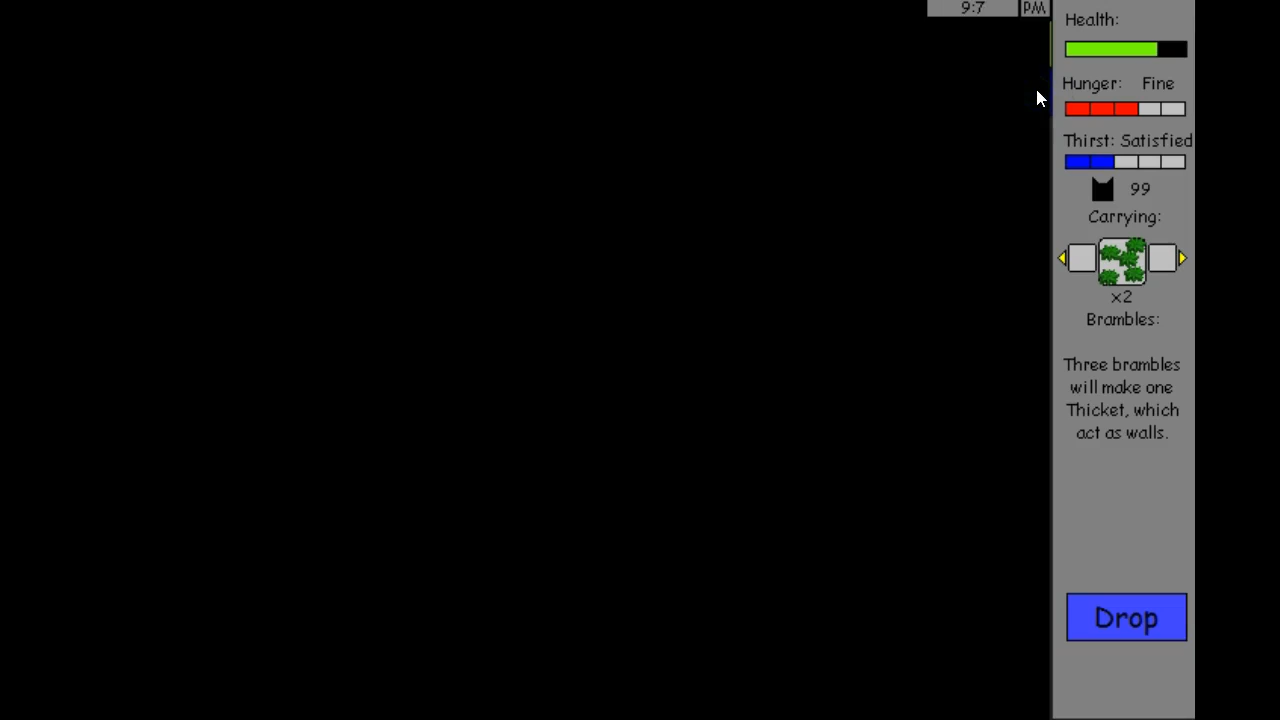 9:7 PM
Health:
Hunger: Fine
Thirst: Satisfied
99
Carrying:
x2
Brambles:
Three brambles
will make one
Thicket, which
act as walls.
Drop